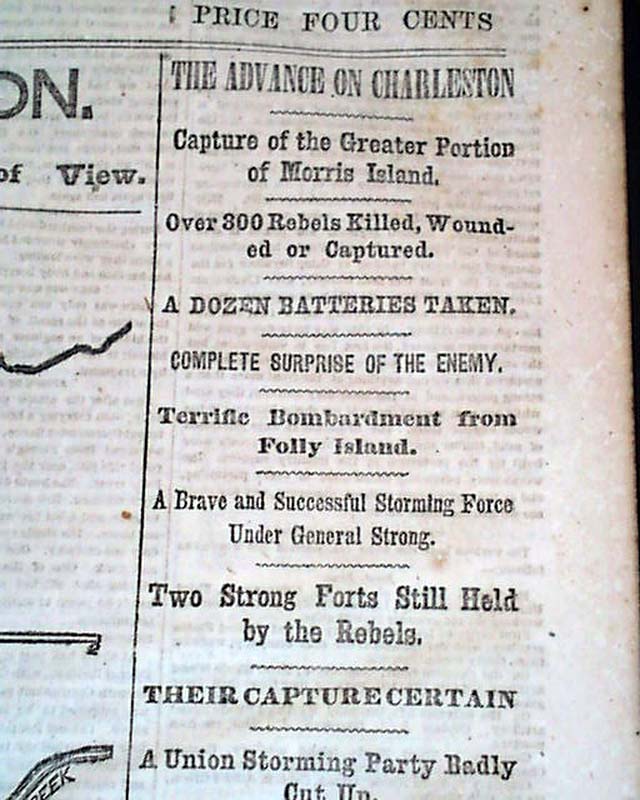 PRICE FOUR CENTS
ON.
of View.
THE ADVANCE ON CHARLESTON
Capture of the Greater Portion
of Morris Island.
Over 300 Rebels Killed, Wound-
ed or Captured.
A DOZEN BATTERIES TAKEN.
COMPLETE SURPRISE OF THE ENEMY.
Terrific Bombardment from
Folly Island.
A Brave and Successful Storming Force
Under General Strong.
Two Strong Forts Still Held
by the Rebels.
THEIR CAPTURE CERTAIN
A Union Storming Party Badly
Cut Up.
REEK